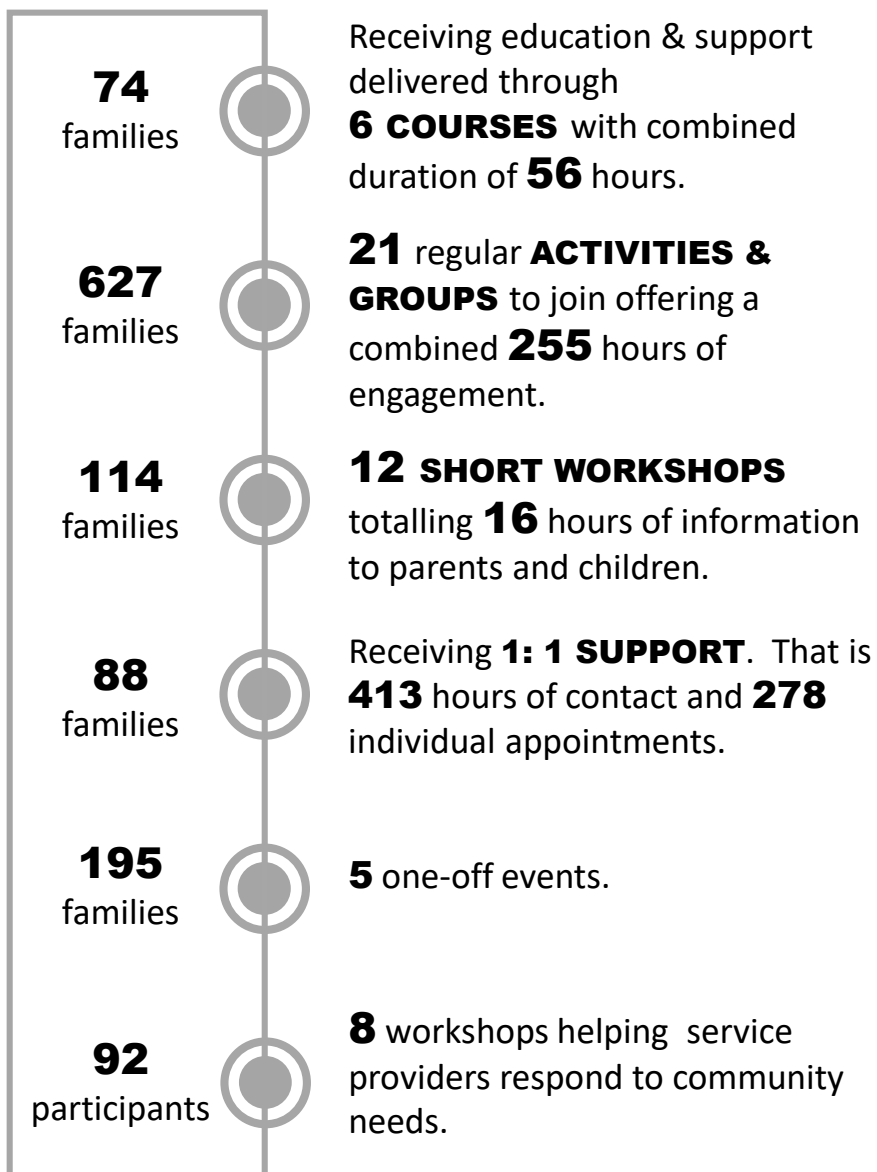 74
families
Receiving education & support
delivered through
6 COURSES with combined
duration of 56 hours.
627
families
21 regular ACTIVITIES &
GROUPS to join offering a
combined 255 hours of
engagement.
114
families
12 SHORT WORKSHOPS
totalling 16 hours of information
to parents and children.
88
families
Receiving 1: 1 SUPPORT. That is
413 hours of contact and 278
individual appointments.
195
families
5 one-off events.
92
participants
8 workshops helping service
providers respond to community
needs.